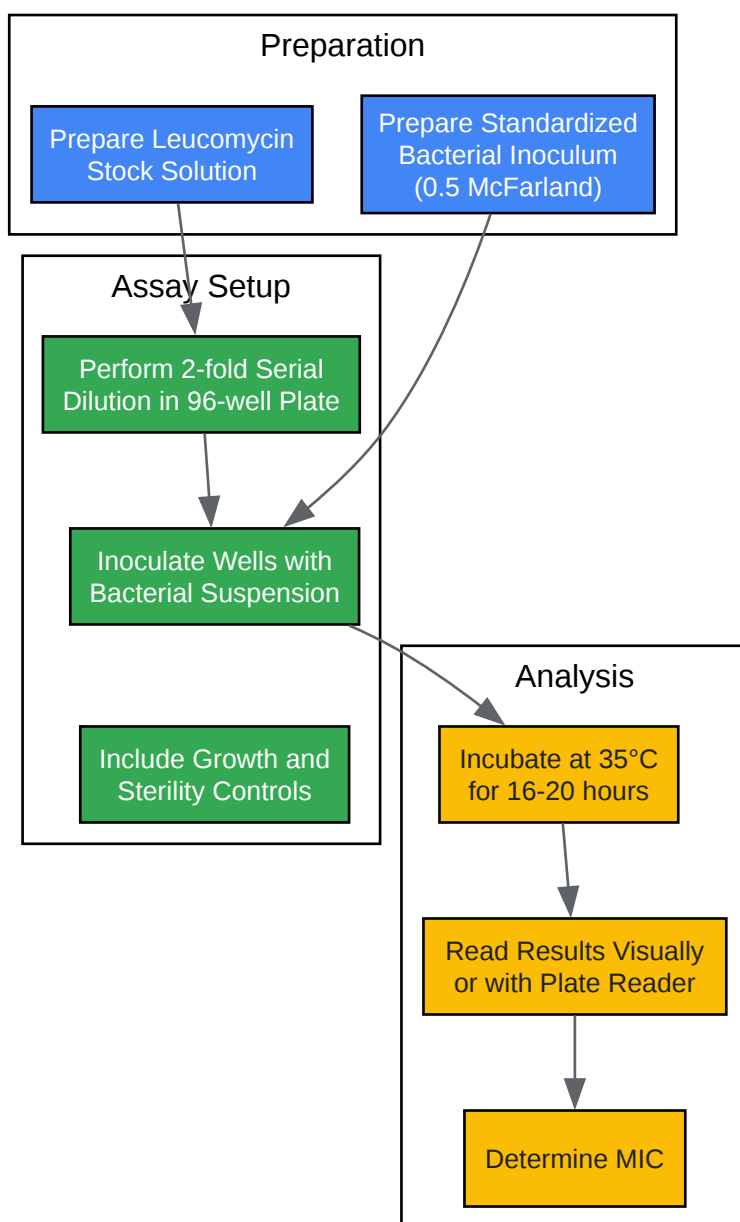 Preparation
Prepare Leucomycin
Stock Solution
Prepare Standardized
Bacterial Inoculum
(0.5 McFarland)
Assay Setup
Perform 2-fold Serial
Dilution in 96-well Plate
Inoculate Wells with
Bacterial Suspension
Include Growth and
Sterility Controls
Analysis
Incubate at 35°C
for 16-20 hours
Read Results Visually
or with Plate Reader
Determine MIC